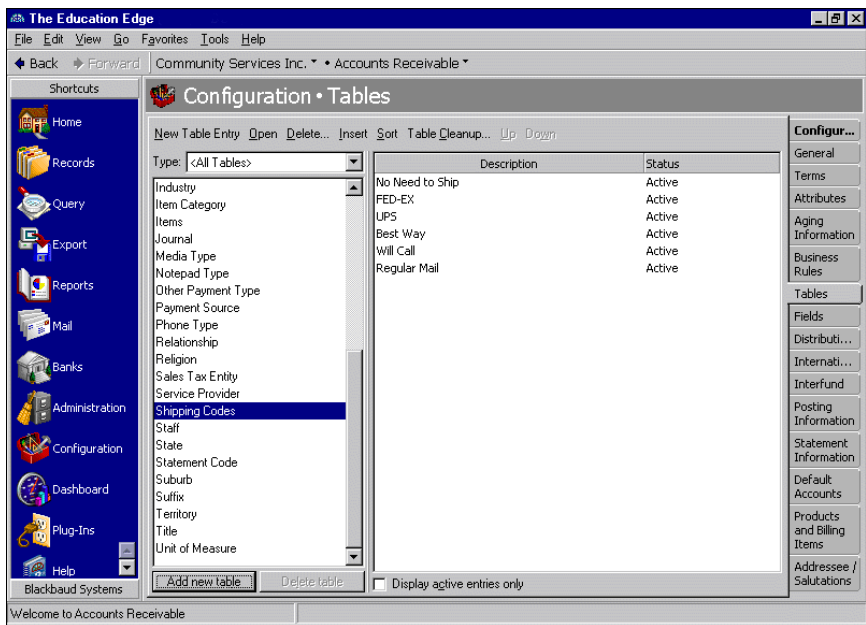 The Education Edge
File Edit View Go Favorites Tools Help
Back Forward Community Services Inc. • Accounts Receivable
Shortcuts
Home
Records
Query
Export
Reports
Mail
Banks
Administration
Configuration
Dashboard
Plug-Ins
Help
Blackbaud Systems
Configuration • Tables
New Table Entry Open Delete... Insert Sort Table Cleanup... Up Down
Type: <All Tables>
Industry
Item Category
Items
Journal
Media Type
Notepad Type
Other Payment Type
Payment Source
Phone Type
Relationship
Religion
Sales Tax Entity
Service Provider
Shipping Codes
Staff
State
Statement Code
Suburb
Suffix
Territory
Title
Unit of Measure
Add new table Delete table
Description Status
No Need to Ship Active
FED-EX Active
UPS Active
Best Way Active
Will Call Active
Regular Mail Active
Display active entries only
Configur...
General
Terms
Attributes
Aging
Information
Business
Rules
Tables
Fields
Distributi...
Internati...
Interfund
Posting
Information
Statement
Information
Default
Accounts
Products
and Billing
Items
Addressee /
Salutations
Welcome to Accounts Receivable